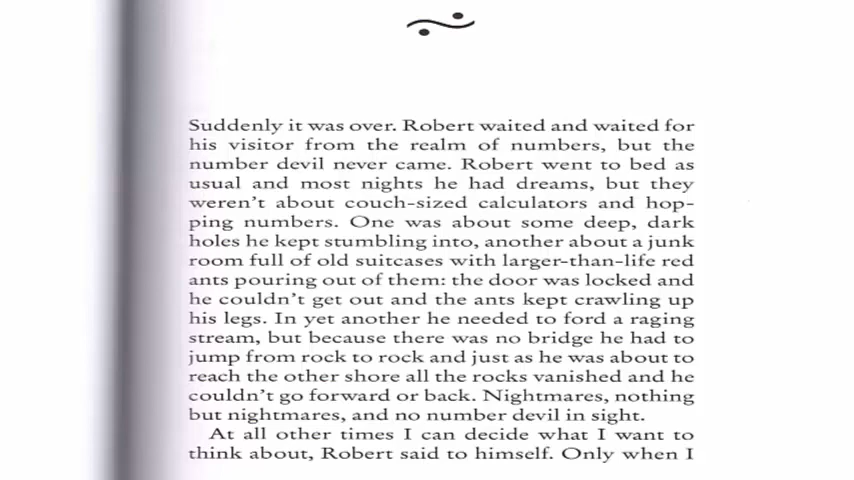 Suddenly it was over. Robert waited and waited for
his visitor from the realm of numbers, but the
number devil never came. Robert went to bed as
usual and most nights he had dreams, but they
weren't about couch-sized calculators and hop-
ping numbers. One was about some deep, dark
holes he kept stumbling into, another about a junk
room full of old suitcases with larger-than-life red
ants pouring out of them: the door was locked and
he couldn't get out and the ants kept crawling up
his legs. In yet another he needed to ford a raging
stream, but because there was no bridge he had to
jump from rock to rock and just as he was about to
reach the other shore all the rocks vanished and he
couldn't go forward or back. Nightmares, nothing
but nightmares, and no number devil in sight.
At all other times I can decide what I want to
think about, Robert said to himself. Only when I